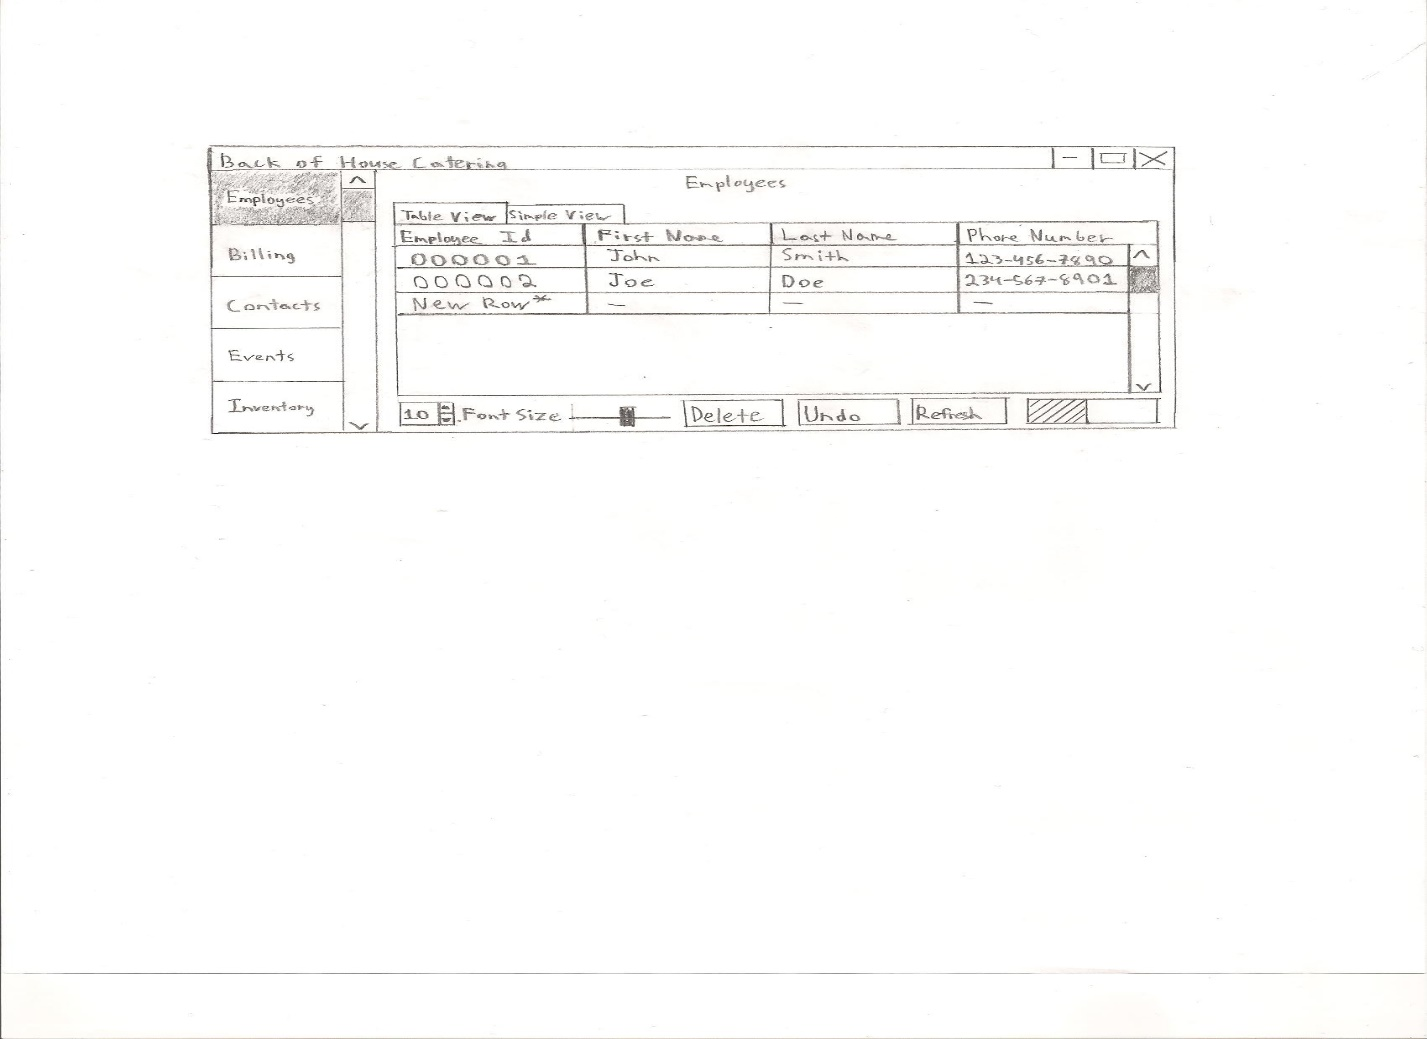 Back of House Catering
Employees
Billing
Contacts
Events
Inventory
Employees
Table View Simple View
Employee Id First Name Last Name Phone Number
000001 John Smith 123-456-7890
000002 Joe Doe 234-567-8901
New Row* — — —
10 Font Size Delete Undo Refresh